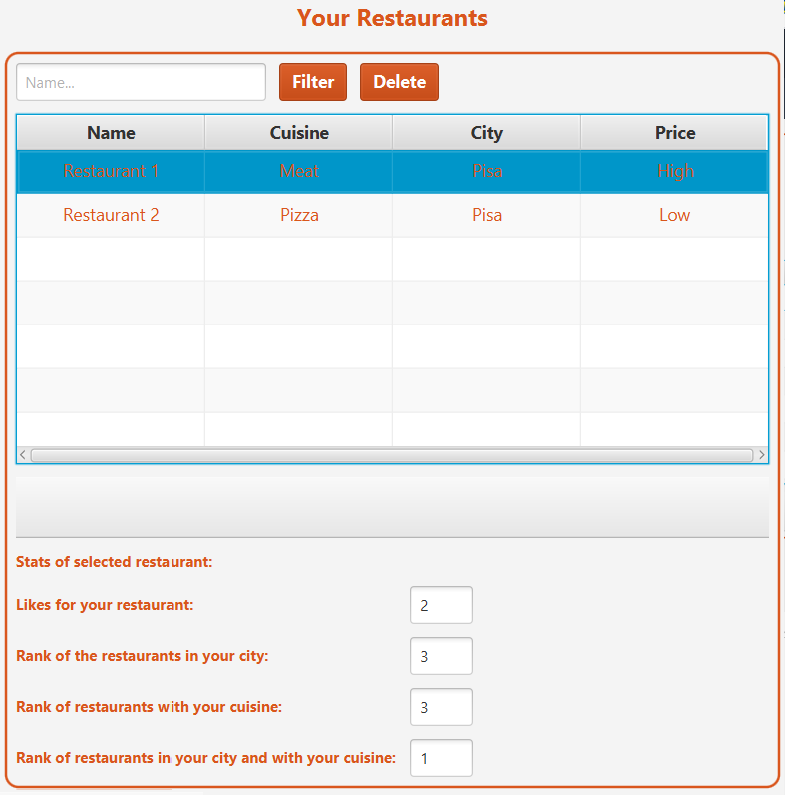 Your Restaurants
Name... Filter Delete
Name Cuisine City Price
Restaurant 1 Meat Pisa High
Restaurant 2 Pizza Pisa Low
Stats of selected restaurant:
Likes for your restaurant: 2
Rank of the restaurants in your city: 3
Rank of restaurants with your cuisine: 3
Rank of restaurants in your city and with your cuisine: 1